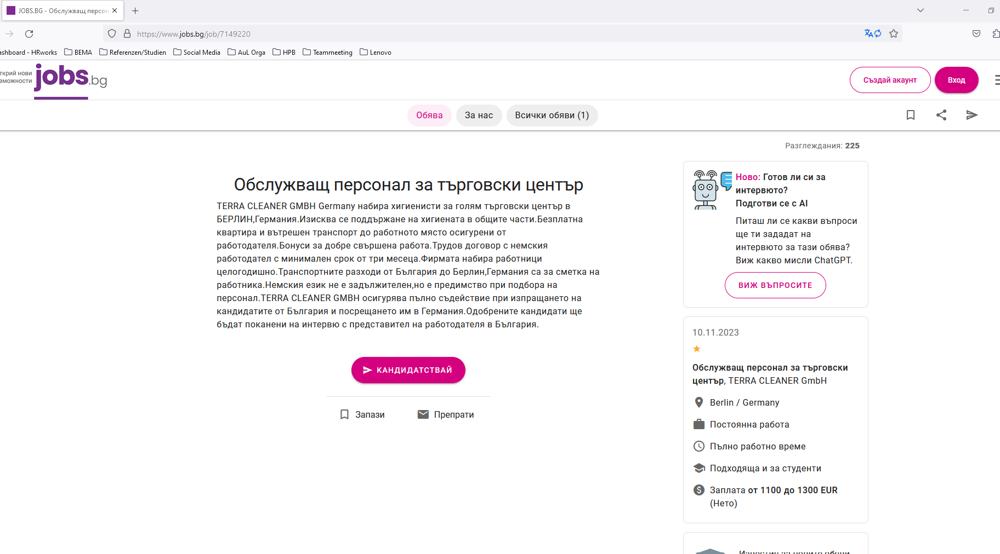 JOBS.BG - Обслужващ персон
https://www.jobs.bg/job/7149220
ashboard - HRworks BEMA Referenzen/Studien Social Media AuL Orga HPB Teammeeting Lenovo
ткрий нови
зможности
jobs.bg
Създай акаунт
Вход
Обява
За нас
Всички обяви (1)
Разглеждания: 225
Обслужващ персонал за търговски център
TERRA CLEANER GMBH Germany набира хигиенисти за голям търговски център в
БЕРЛИН,Германия.Изисква се поддържане на хигиената в общите части.Безплатна
квартира и вътрешен транспорт до работното място осигурени от
работодателя.Бонуси за добре свършена работа.Трудов договор с немския
работодател с минимален срок от три месеца.Фирмата набира работници
целогодишно.Транспортните разходи от България до Берлин,Германия са за сметка на
работника.Немския език не е задължителен,но е предимство при подбора на
персонал.TERRA CLEANER GMBH осигурява пълно съдействие при изпращането на
кандидатите от България и посрещането им в Германия.Одобрените кандидати ще
бъдат поканени на интервю с представител на работодателя в България.
КАНДИДАТСТВАЙ
Запази
Препрати
Ново: Готов ли си за
интервюто?
Подготви се с AI
Питаш ли се какви въпроси
ще ти зададат на
интервюто за тази обява?
Виж какво мисли ChatGPT.
ВИЖ ВЪПРОСИТЕ
10.11.2023
Обслужващ персонал за търговски
център, TERRA CLEANER GmbH
Berlin / Germany
Постоянна работа
Пълно работно време
Подходяща и за студенти
Заплата от 1100 до 1300 EUR
(Нето)
Известия за новите обяви